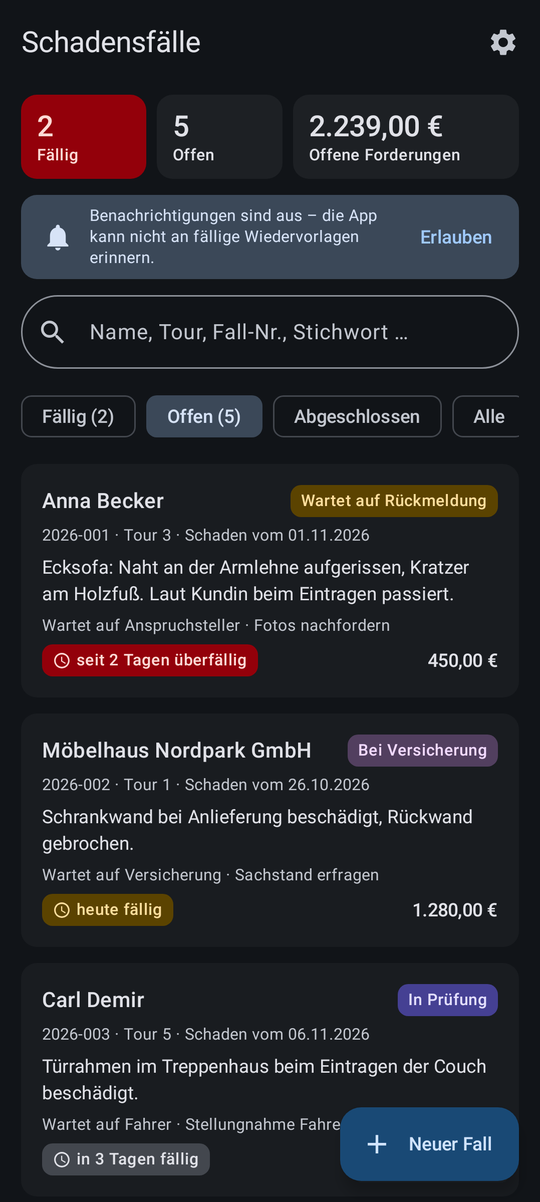 Schadensfälle
2
Fällig
5
Offen
2.239,00 €
Offene Forderungen
Benachrichtigungen sind aus – die App
kann nicht an fällige Wiedervorlagen
erinnern.
Erlauben
Name, Tour, Fall-Nr., Stichwort …
Fällig (2)
Offen (5)
Abgeschlossen
Alle
Anna Becker
Wartet auf Rückmeldung
2026-001 · Tour 3 · Schaden vom 01.11.2026
Ecksofa: Naht an der Armlehne aufgerissen, Kratzer
am Holzfuß. Laut Kundin beim Eintragen passiert.
Wartet auf Anspruchsteller · Fotos nachfordern
seit 2 Tagen überfällig
450,00 €
Möbelhaus Nordpark GmbH
Bei Versicherung
2026-002 · Tour 1 · Schaden vom 26.10.2026
Schrankwand bei Anlieferung beschädigt, Rückwand
gebrochen.
Wartet auf Versicherung · Sachstand erfragen
heute fällig
1.280,00 €
Carl Demir
In Prüfung
2026-003 · Tour 5 · Schaden vom 06.11.2026
Türrahmen im Treppenhaus beim Eintragen der Couch
beschädigt.
Wartet auf Fahrer · Stellungnahme Fahre
in 3 Tagen fällig
Neuer Fall